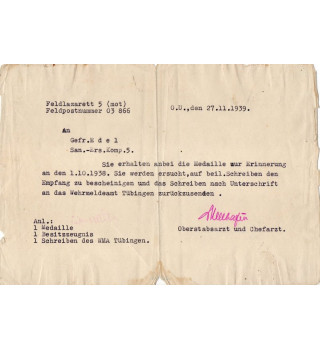 Feldlazarett 5 (mot)
Feldpostnummer 03 866
O.U.,den 27.11.1939.
An
Gefr.E d e l
San.-Ers.Komp.5.
Sie erhalten anbei die Medaille zur Erinnerung
an den 1.10.1938. Sie werden ersucht,auf beil.Schreiben den
Empfang zu bescheinigen und das Schreiben nach Unterschrift
an das Wehrmeldeamt Tübingen zurückzusenden .
Oberstabsarzt und Chefarzt.
Anl.:
1 Medaille
1 Besitzzeugnis
1 Schreiben des WMA Tübingen.